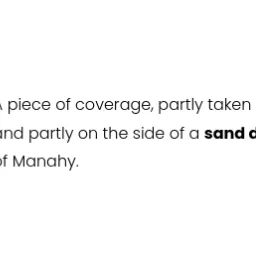 A piece of coverage, partly taken
and partly on the side of a sand d
of Manahy.